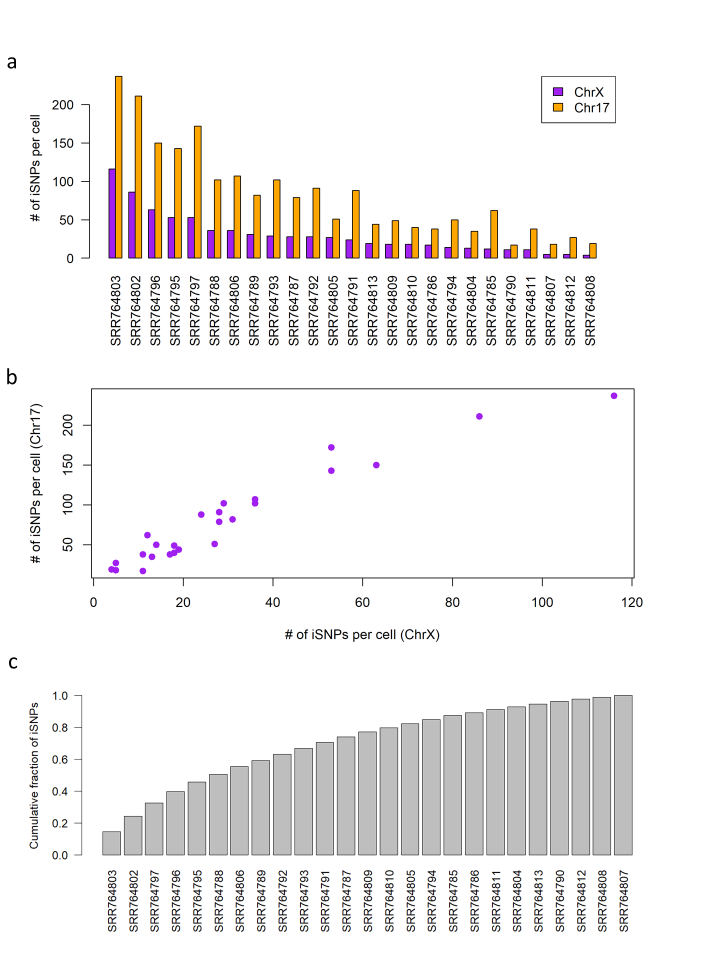 a
# of iSNPs per cell
200
150
100
50
0
ChrX
Chr17
SRR764803
SRR764802
SRR764796
SRR764795
SRR764797
SRR764788
SRR764806
SRR764789
SRR764793
SRR764787
SRR764792
SRR764805
SRR764791
SRR764813
SRR764809
SRR764810
SRR764786
SRR764794
SRR764804
SRR764785
SRR764790
SRR764811
SRR764807
SRR764812
SRR764808
b
# of iSNPs per cell (Chr17)
200
150
100
50
0 20 40 60 80 100 120
# of iSNPs per cell (ChrX)
c
Cumulative fraction of iSNPs
1.0
0.8
0.6
0.4
0.2
0.0
SRR764803
SRR764802
SRR764797
SRR764796
SRR764795
SRR764788
SRR764806
SRR764789
SRR764792
SRR764793
SRR764791
SRR764787
SRR764809
SRR764810
SRR764805
SRR764794
SRR764785
SRR764786
SRR764811
SRR764804
SRR764813
SRR764790
SRR764812
SRR764808
SRR764807